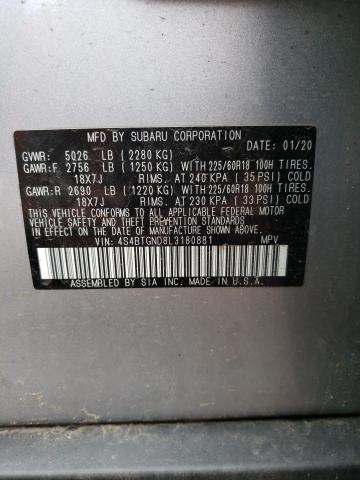 MFD BY SUBARU CORPORATION
DATE: 01/20
GVWR: 5026 LB ( 2280 KG)
GAWR:F 2756 LB ( 1250 KG) WITH 225/60R18 100H TIRES.
18X7J RIMS. AT 240 KPA ( 35 PSI) COLD
GAWR:R 2690 LB ( 1220 KG) WITH 225/60R18 100H TIRES.
18X7J RIMS. AT 230 KPA ( 33 PSI) COLD
THIS VEHICLE CONFORMS TO ALL APPLICABLE FEDERAL MOTOR
VEHICLE SAFETY AND THEFT PREVENTION STANDARDS IN EFFECT
ON THE DATE OF MANUFACTURE SHOWN ABOVE.
VIN: 4S4BTGND8L3180881 MPV
ASSEMBLED BY SIA INC. MADE IN U.S.A.